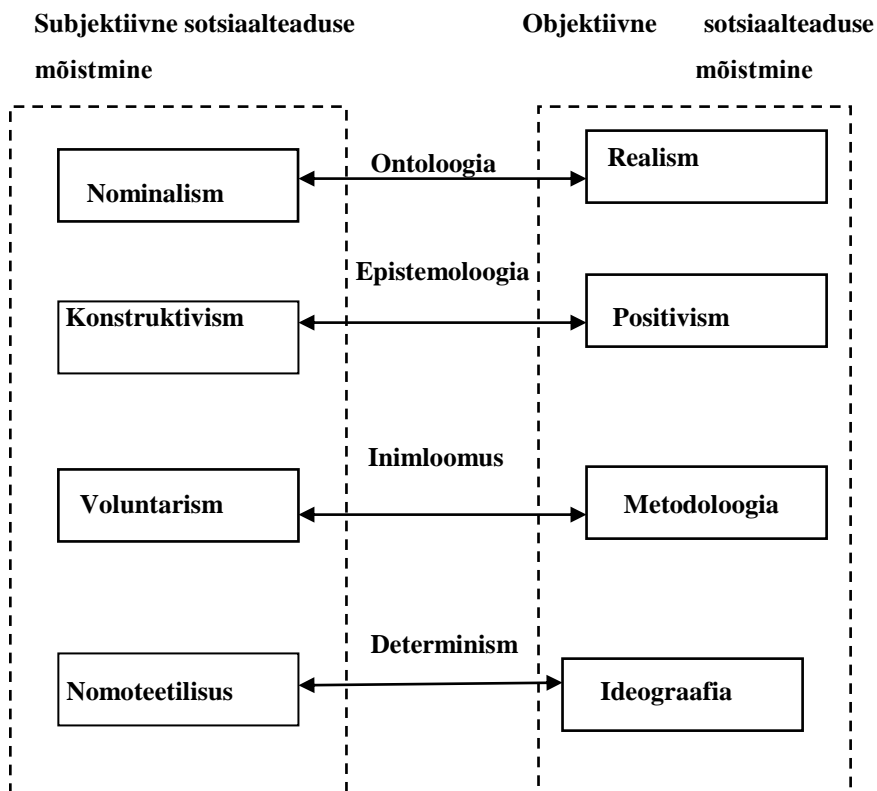 Subjektiivne sotsiaalteaduse mõistmine
Objektiivne sotsiaalteaduse mõistmine
Nominalism
Ontoloogia
Realism
Epistemoloogia
Konstruktivism
Positivism
Inimloomus
Voluntarism
Metodoloogia
Determinism
Nomoteetilisus
Ideograafia